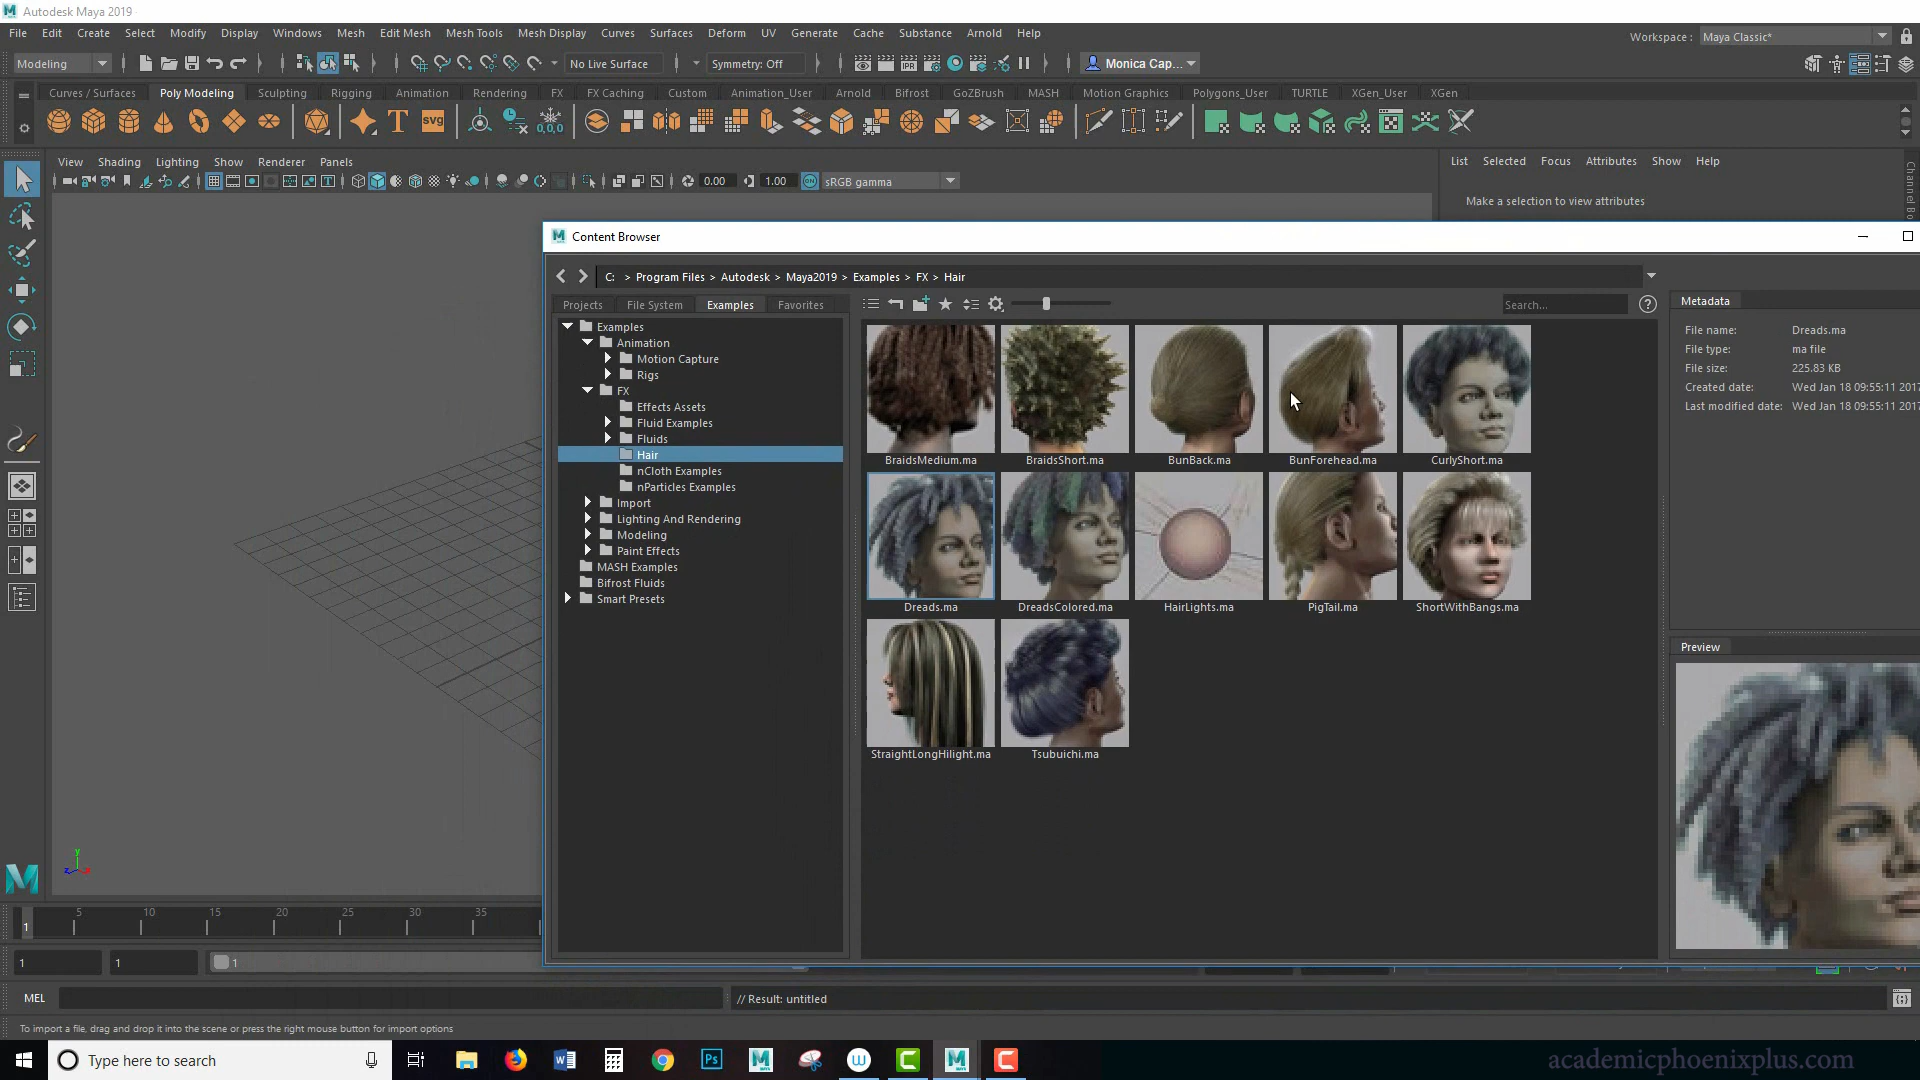 Autodesk Maya 2019
File Edit Create Select Modify Display Windows Mesh Edit Mesh Mesh Tools Mesh Display Curves Surfaces Deform UV Generate Cache Substance Arnold Help
Workspace : Maya Classic*
Modeling No Live Surface Symmetry: Off Monica Cap...
Curves / Surfaces Poly Modeling Sculpting Rigging Animation Rendering FX FX Caching Custom Animation_User Arnold Bifrost GoZBrush MASH Motion Graphics Polygons_User TURTLE XGen_User XGen
View Shading Lighting Show Renderer Panels
List Selected Focus Attributes Show Help
0.00 1.00 sRGB gamma
Make a selection to view attributes
Content Browser
C: > Program Files > Autodesk > Maya2019 > Examples > FX > Hair
Projects File System Examples Favorites
Search...
Metadata
Examples
Animation
Motion Capture
Rigs
FX
Effects Assets
Fluid Examples
Fluids
Hair
nCloth Examples
nParticles Examples
Import
Lighting And Rendering
Modeling
Paint Effects
MASH Examples
Bifrost Fluids
Smart Presets
BraidsMedium.ma BraidsShort.ma BunBack.ma BunForehead.ma CurlyShort.ma
Dreads.ma DreadsColored.ma HairLights.ma PigTail.ma ShortWithBangs.ma
StraightLongHilight.ma Tsubuichi.ma
File name: Dreads.ma
File type: ma file
File size: 225.83 KB
Created date: Wed Jan 18 09:55:11 2017
Last modified date: Wed Jan 18 09:55:11 2017
Preview
5 10 15 20 25 30 35
1
1 1 1
MEL // Result: untitled
To import a file, drag and drop it into the scene or press the right mouse button for import options
Type here to search
academicphoenixplus.com